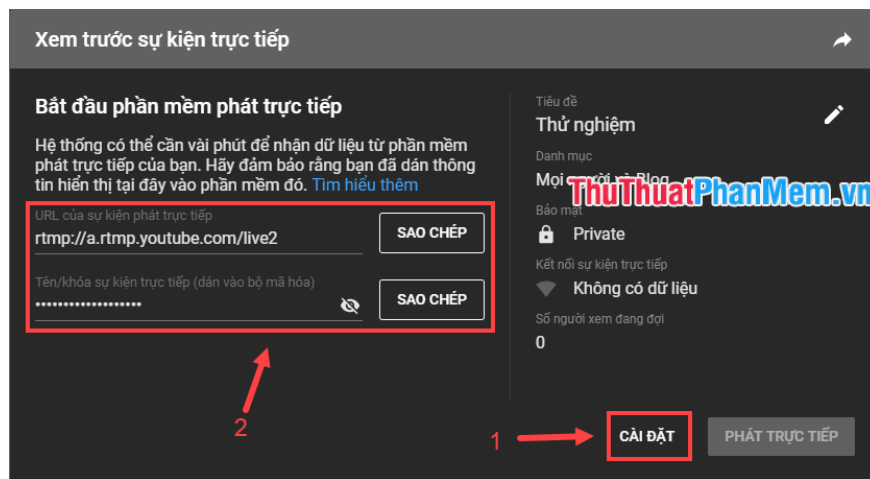 Xem trước sự kiện trực tiếp
Bắt đầu phần mềm phát trực tiếp
Hệ thống có thể cần vài phút để nhận dữ liệu từ phần mềm
phát trực tiếp của bạn. Hãy đảm bảo rằng bạn đã dán thông
tin hiển thị tại đây vào phần mềm đó. Tìm hiểu thêm
URL của sự kiện phát trực tiếp
rtmp://a.rtmp.youtube.com/live2
SAO CHÉP
Tên/khóa sự kiện trực tiếp (dán vào bộ mã hóa)
•••••••••••••••••••
SAO CHÉP
2
Tiêu đề
Thử nghiệm
Danh mục
Mọi người và Blog
ThuThuatPhanMem.vn
Bảo mật
Private
Kết nối sự kiện trực tiếp
Không có dữ liệu
Số người xem đang đợi
0
1
CÀI ĐẶT
PHÁT TRỰC TIẾP